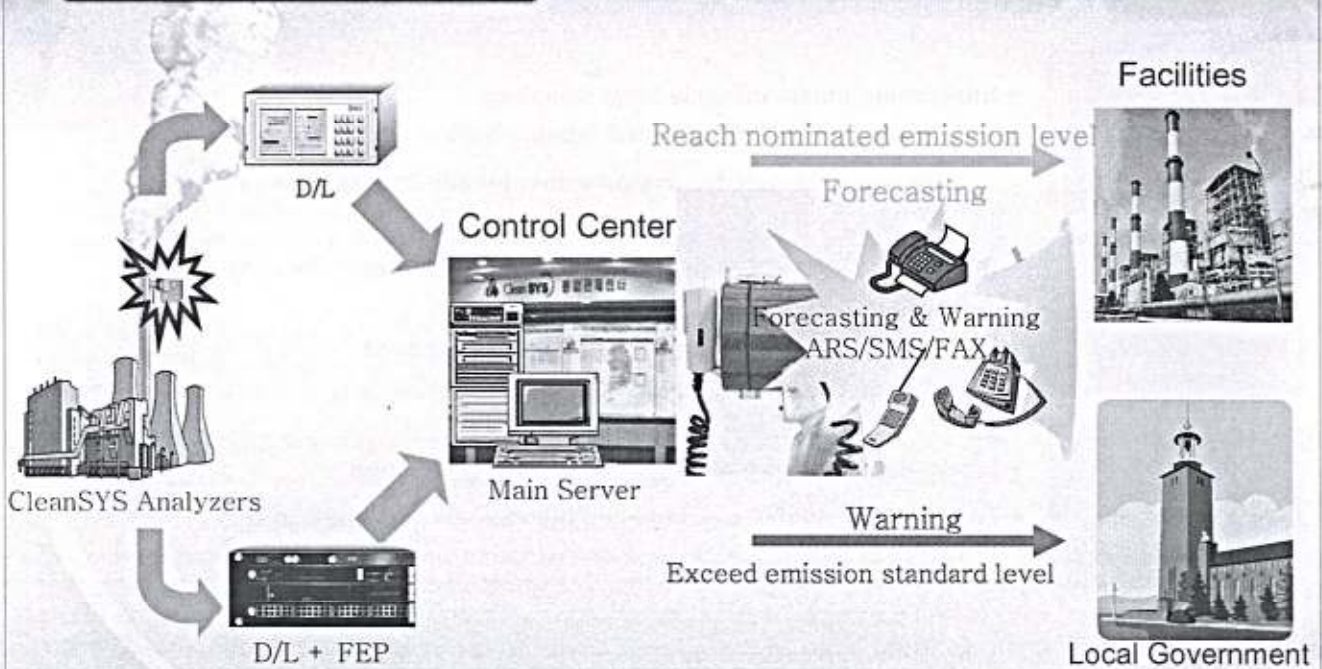 Facilities
Reach nominated emission level
Forecasting
D/L
Control Center
CleanSYS
Forecasting & Warning
ARS/SMS/FAX
CleanSYS Analyzers
Main Server
Warning
Exceed emission standard level
D/L + FEP
Local Government